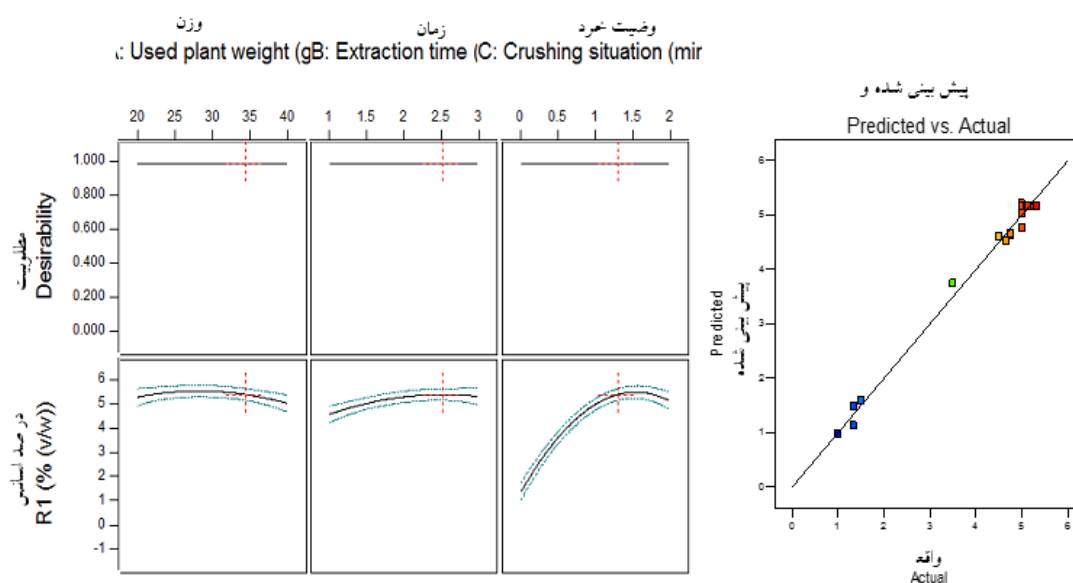 وزن زمان وضیت خرد
.: Used plant weight (gB: Extraction time (C: Crushing situation (mir
20 25 30 35 40 1 1.5 2 2.5 3 0 0.5 1 1.5 2
1.000
0.800
0.600
0.400
0.200
0.000
مطلوبیت
Desirability
6
5
4
3
2
1
0
-1
درصد اسانس
R1 (% (v/w))
پیش بینی شده و
Predicted vs. Actual
6
5
4
3
2
1
0
Predicted
پیش بینی شده
0 1 2 3 4 5 6
واقعه
Actual